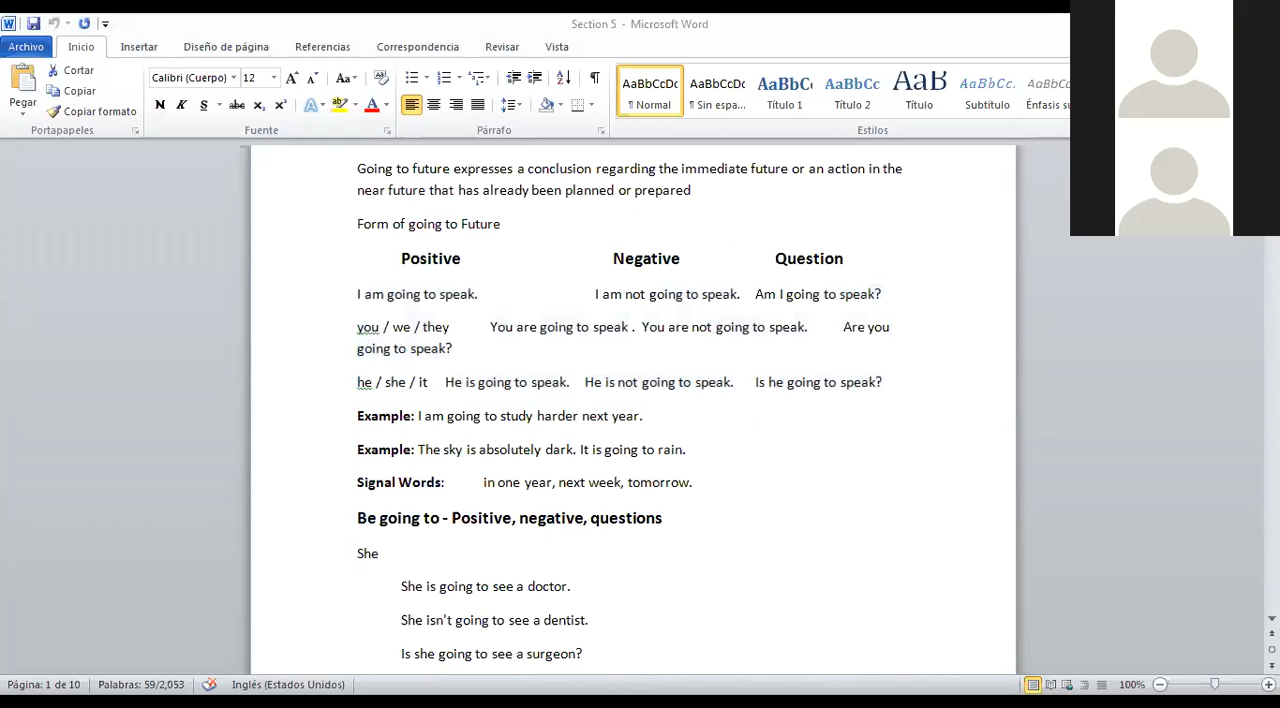 Section 5 - Microsoft Word
Archivo Inicio Insertar Diseño de página Referencias Correspondencia Revisar Vista
Pegar Cortar Copiar Copiar formato Portapapeles
Calibri (Cuerpo) 12 Aa
N K S abc x₂ x² A A
Fuente
Párrafo
AaBbCcDc AaBbCcDc AaBbC AaBbCc AaB AaBbCc. AaBbCc
¶ Normal ¶ Sin espa... Título 1 Título 2 Título Subtítulo Énfasis su
Estilos
Going to future expresses a conclusion regarding the immediate future or an action in the
near future that has already been planned or prepared
Form of going to Future
Positive Negative Question
I am going to speak. I am not going to speak. Am I going to speak?
you / we / they You are going to speak . You are not going to speak. Are you
going to speak?
he / she / it He is going to speak. He is not going to speak. Is he going to speak?
Example: I am going to study harder next year.
Example: The sky is absolutely dark. It is going to rain.
Signal Words: in one year, next week, tomorrow.
Be going to - Positive, negative, questions
She
She is going to see a doctor.
She isn't going to see a dentist.
Is she going to see a surgeon?
Página: 1 de 10 Palabras: 59/2,053 Inglés (Estados Unidos) 100%